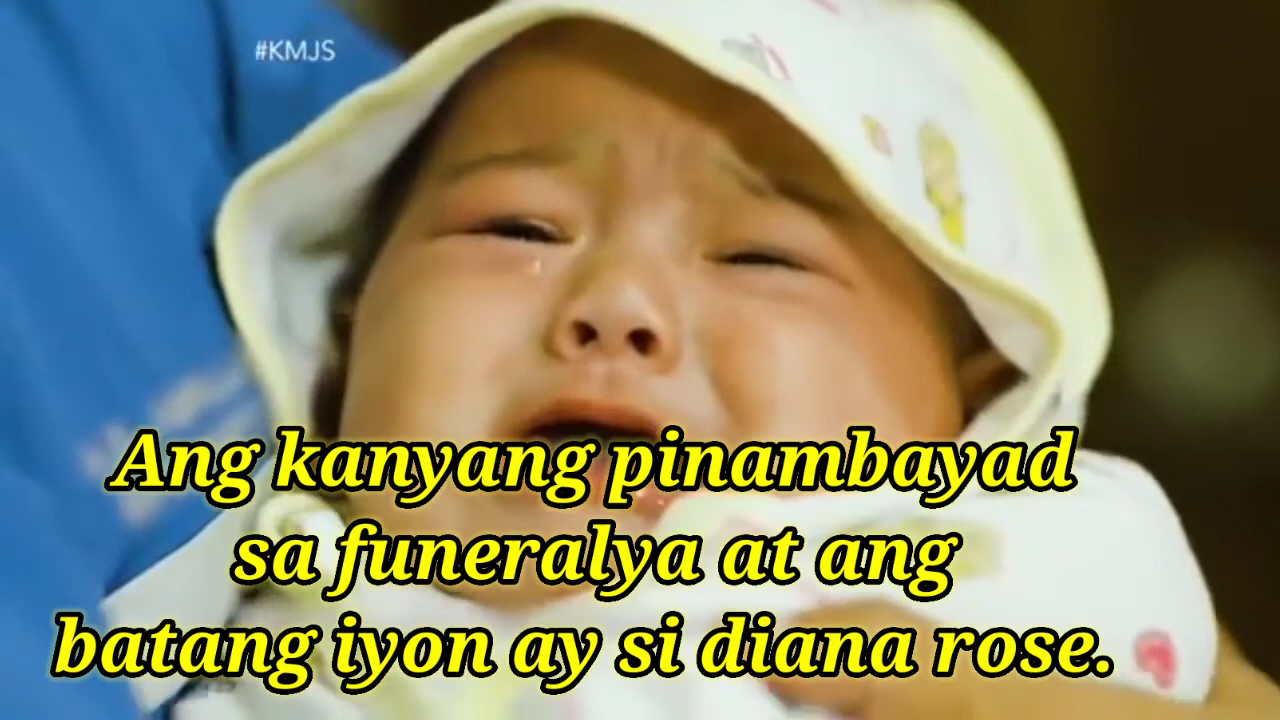 #KMJS
Ang kanyang pinambayad
sa funeralya at ang
batang iyon ay si diana rose.